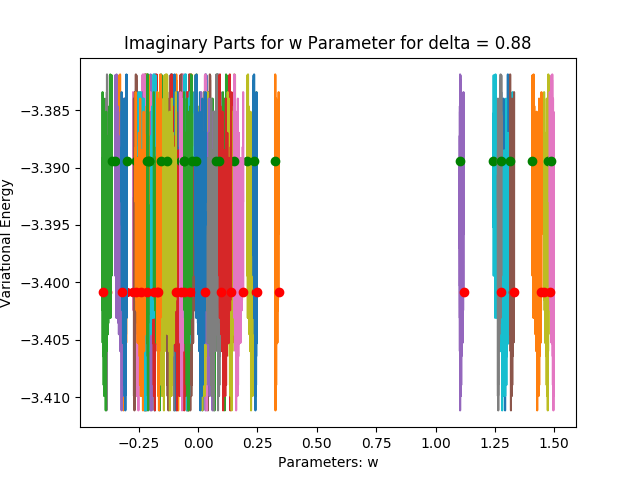 Imaginary Parts for w Parameter for delta = 0.88
Variational Energy
−3.385
−3.390
−3.395
−3.400
−3.405
−3.410
−0.25 0.00 0.25 0.50 0.75 1.00 1.25 1.50
Parameters: w